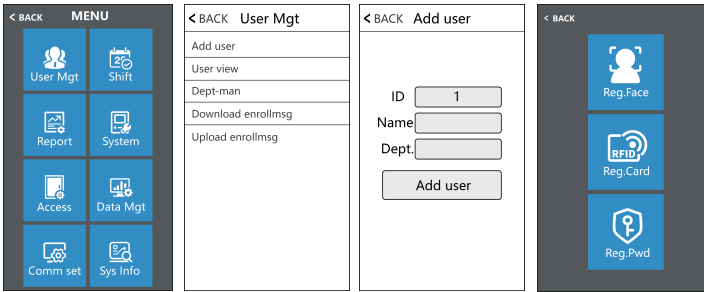 < BACK MENU
User Mgt Shift
Report System
Access Data Mgt
Comm set Sys Info
< BACK User Mgt
Add user
User view
Dept-man
Download enrollmsg
Upload enrollmsg
< BACK Add user
ID 1
Name
Dept.
Add user
< BACK
Reg.Face
RFID
Reg.Card
Reg.Pwd